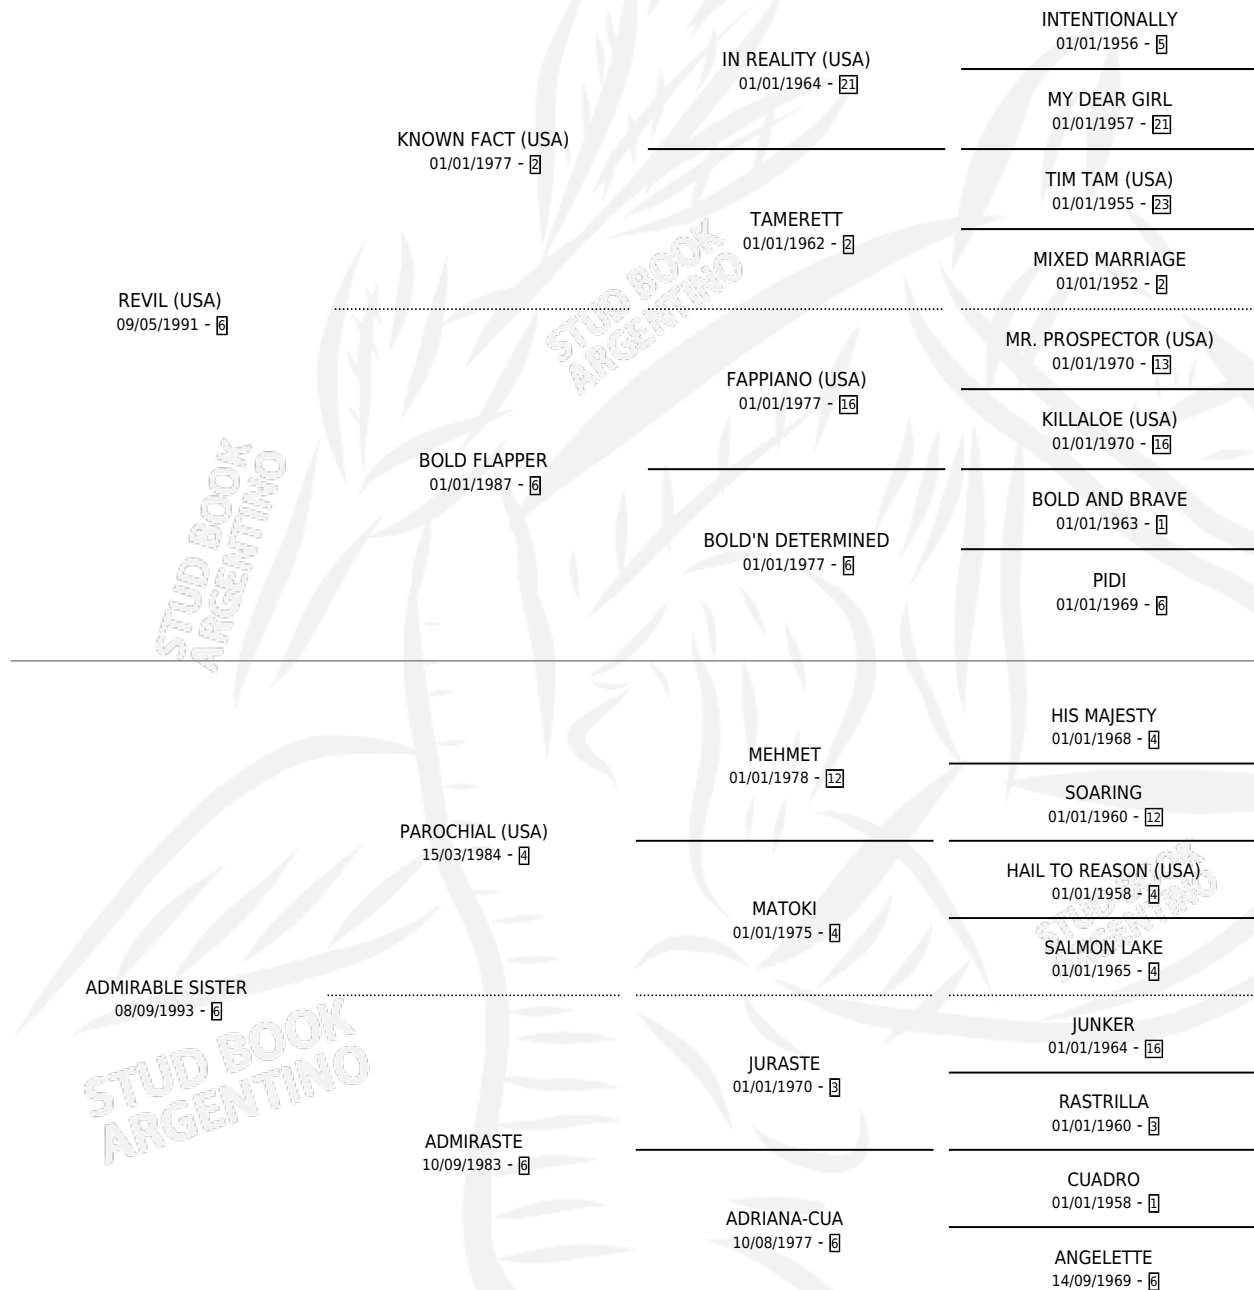 INTENTIONALLY
01/01/1956 - 5
IN REALITY (USA)
01/01/1964 - 21
MY DEAR GIRL
01/01/1957 - 21
KNOWN FACT (USA)
01/01/1977 - 2
TIM TAM (USA)
01/01/1955 - 23
TAMERETT
01/01/1962 - 2
MIXED MARRIAGE
01/01/1952 - 2
REVIL (USA)
09/05/1991 - 6
MR. PROSPECTOR (USA)
01/01/1970 - 13
FAPPIANO (USA)
01/01/1977 - 16
KILLALOE (USA)
01/01/1970 - 16
BOLD FLAPPER
01/01/1987 - 6
BOLD AND BRAVE
01/01/1963 - 1
BOLD'N DETERMINED
01/01/1977 - 6
PIDI
01/01/1969 - 6
HIS MAJESTY
01/01/1968 - 4
MEHMET
01/01/1978 - 12
SOARING
01/01/1960 - 12
PAROCHIAL (USA)
15/03/1984 - 4
HAIL TO REASON (USA)
01/01/1958 - 4
MATOKI
01/01/1975 - 4
SALMON LAKE
01/01/1965 - 4
ADMIRABLE SISTER
08/09/1993 - 6
JUNKER
01/01/1964 - 16
JURASTE
01/01/1970 - 3
RASTRILLA
01/01/1960 - 3
ADMIRASTE
10/09/1983 - 6
CUADRO
01/01/1958 - 1
ADRIANA-CUA
10/08/1977 - 6
ANGELETTE
14/09/1969 - 6
STUD BOOK
ARGENTINO
STUD BOOK
ARGENTINO
STUD BOOK
ARGENTINO
STUD BOOK
ARGENTINO